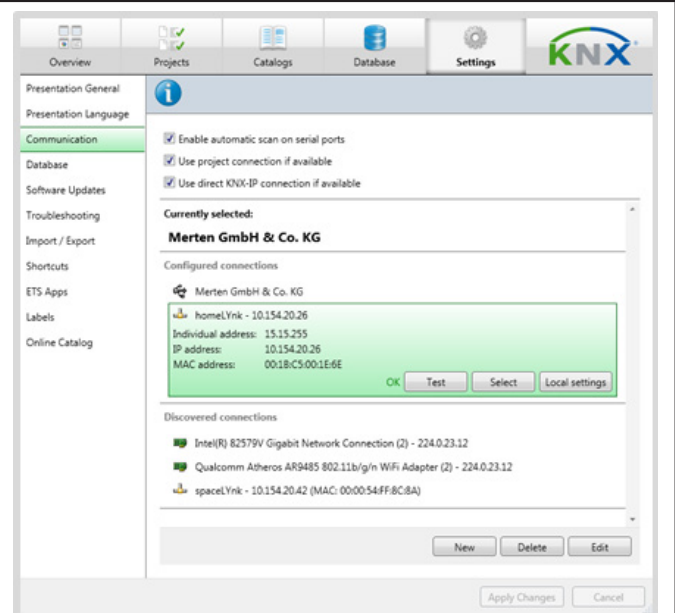 Overview
Projects
Catalogs
Database
Settings
KNX
Presentation General
Presentation Language
Communication
Database
Software Updates
Troubleshooting
Import / Export
Shortcuts
ETS Apps
Labels
Online Catalog
i
Enable automatic scan on serial ports
Use project connection if available
Use direct KNX-IP connection if available
Currently selected:
Merten GmbH & Co. KG
Configured connections
Merten GmbH & Co. KG
homeLYnk - 10.154.20.26
Individual address: 15.15.255
IP address: 10.154.20.26
MAC address: 00:18:C5:00:1E:6E
OK Test Select Local settings
Discovered connections
Intel(R) 82579V Gigabit Network Connection (2) - 224.0.23.12
Qualcomm Atheros AR9485 802.11b/g/n WiFi Adapter (2) - 224.0.23.12
spaceLYnk - 10.154.20.42 (MAC: 00:00:54:FF:8C:8A)
New Delete Edit
Apply Changes Cancel